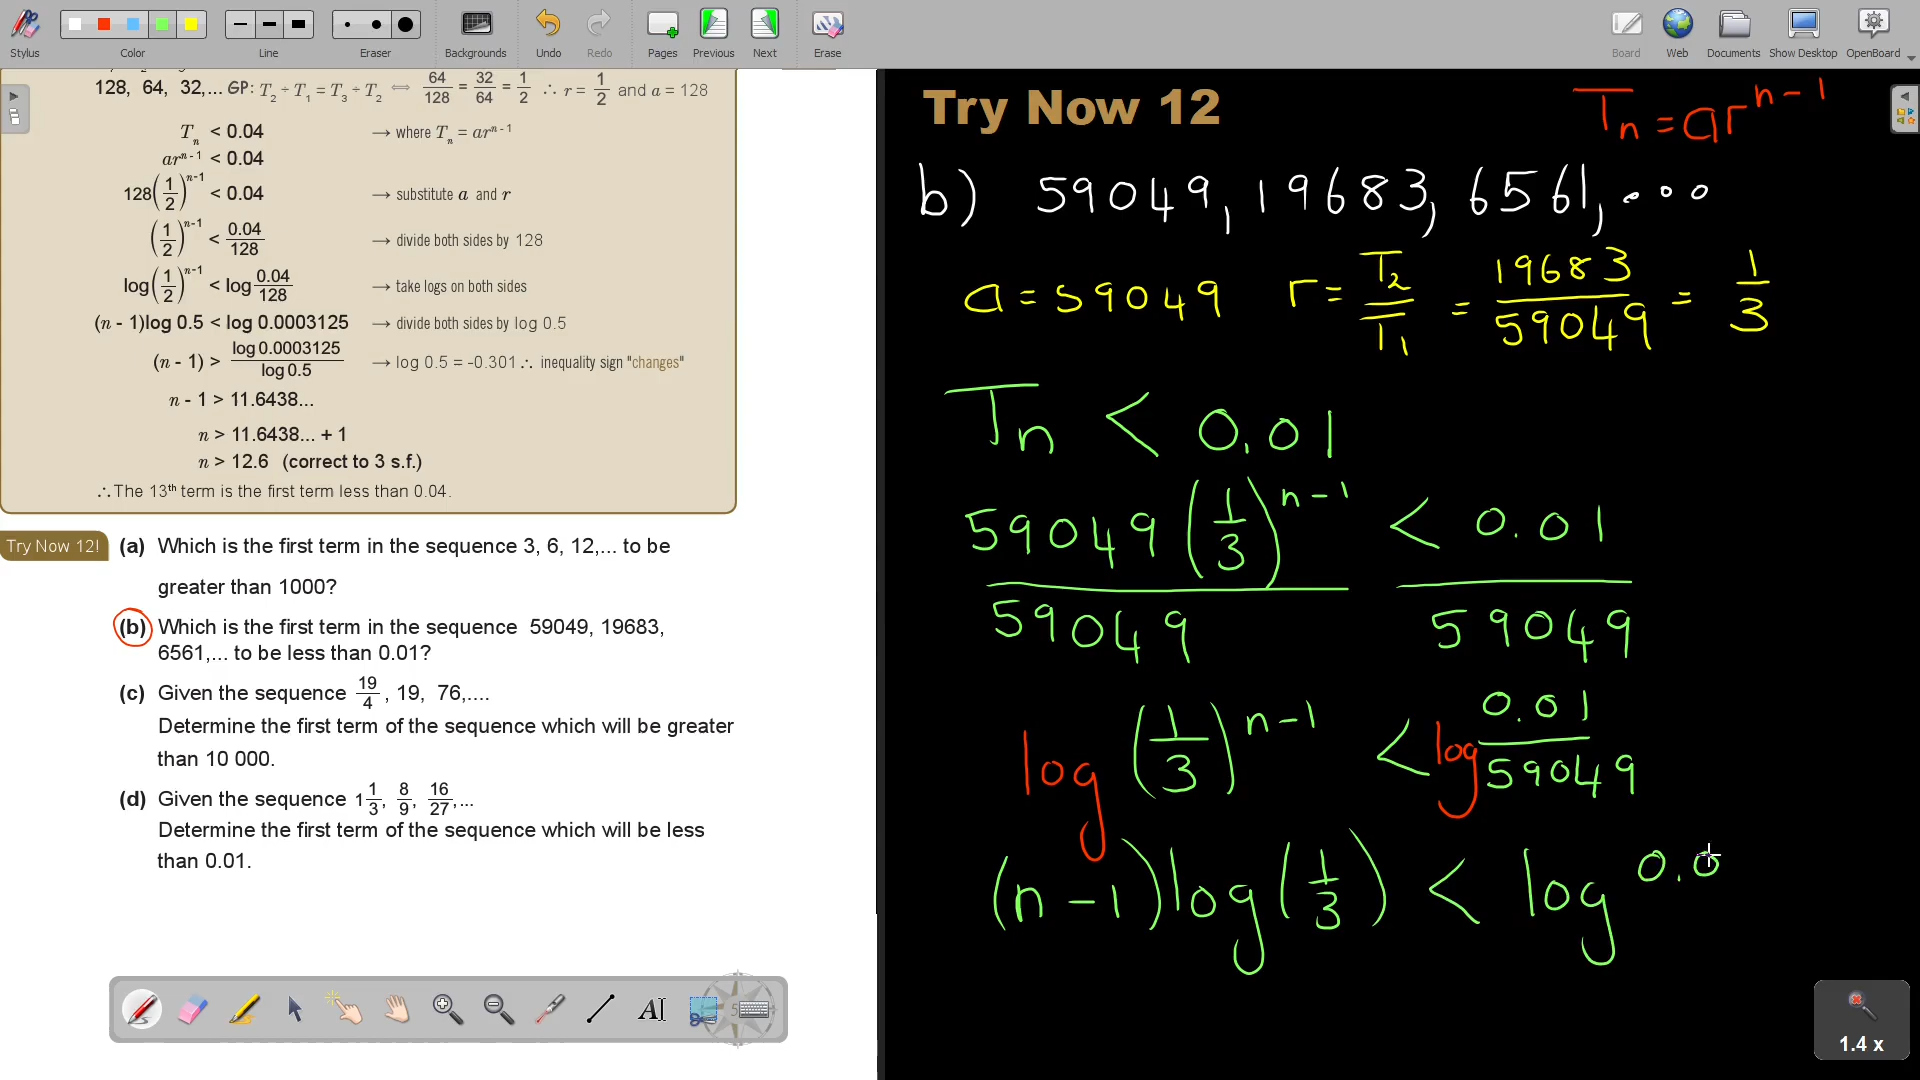 Stylus Color Line Eraser Backgrounds Undo Redo Pages Previous Next Erase Board Web Documents Show Desktop OpenBoard
128, 64, 32,... GP: T₂ ÷ T₁ = T₃ ÷ T₂ ⟺ 64/128 = 32/64 = 1/2 ∴ r = 1/2 and a = 128
Tₙ < 0.04 → where Tₙ = arⁿ⁻¹
arⁿ⁻¹ < 0.04
128(1/2)ⁿ⁻¹ < 0.04 → substitute a and r
(1/2)ⁿ⁻¹ < 0.04/128 → divide both sides by 128
log(1/2)ⁿ⁻¹ < log 0.04/128 → take logs on both sides
(n - 1)log 0.5 < log 0.0003125 → divide both sides by log 0.5
(n - 1) > log 0.0003125/log 0.5 → log 0.5 = -0.301 ∴ inequality sign "changes"
n - 1 > 11.6438...
n > 11.6438... + 1
n > 12.6 (correct to 3 s.f.)
∴ The 13th term is the first term less than 0.04.
Try Now 12!
(a) Which is the first term in the sequence 3, 6, 12,... to be
greater than 1000?
(b) Which is the first term in the sequence 59049, 19683,
6561,... to be less than 0.01?
(c) Given the sequence 19/4, 19, 76,....
Determine the first term of the sequence which will be greater
than 10 000.
(d) Given the sequence 1 1/3, 8/9, 16/27,...
Determine the first term of the sequence which will be less
than 0.01.
Try Now 12
Tn = ar^(n-1)
b) 59049, 19683, 6561, ...
a = 59049 r = T₂/T₁ = 19683/59049 = 1/3
Tn < 0.01
59049(1/3)^(n-1) < 0.01
59049 59049
log (1/3)^(n-1) < log 0.01/59049
(n-1)log(1/3) < log 0.0
1.4 x